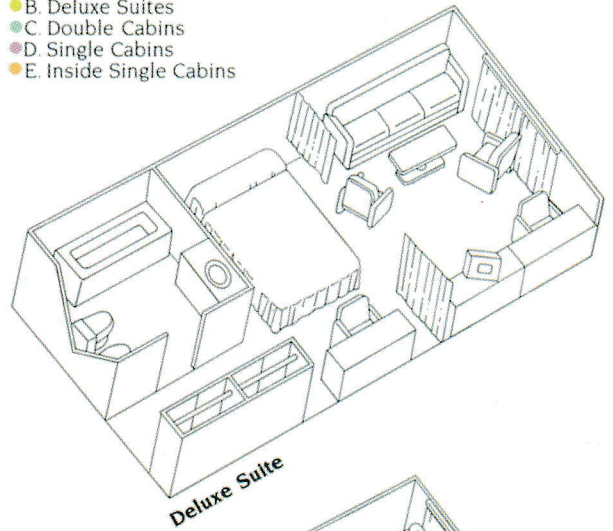 B. Deluxe Suites
C. Double Cabins
D. Single Cabins
E. Inside Single Cabins
Deluxe Suite